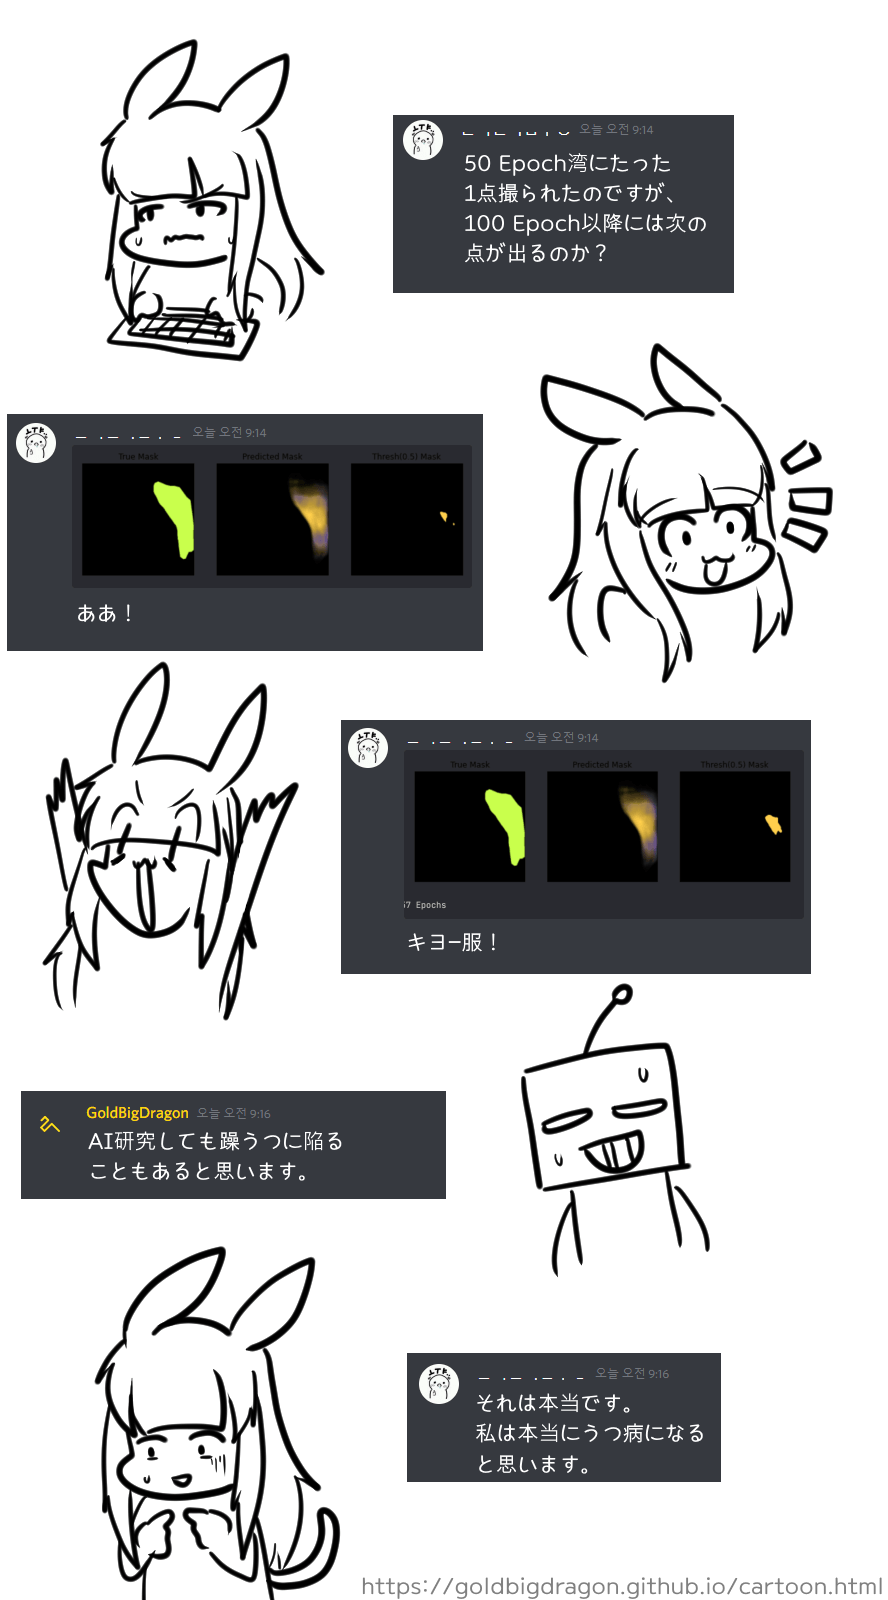 오늘 오전 9:14
50 Epoch湾にたった
1点撮られたのですが、
100 Epoch以降には次の
点が出るのか？
오늘 오전 9:14
True Mask
Predicted Mask
Thresh(0.5) Mask
ああ！
오늘 오전 9:14
True Mask
Predicted Mask
Thresh(0.5) Mask
57 Epochs
キヨー服！
GoldBigDragon 오늘 오전 9:16
AI研究しても躁うつに陥る
こともあると思います。
오늘 오전 9:16
それは本当です。
私は本当にうつ病になる
と思います。
https://goldbigdragon.github.io/cartoon.html